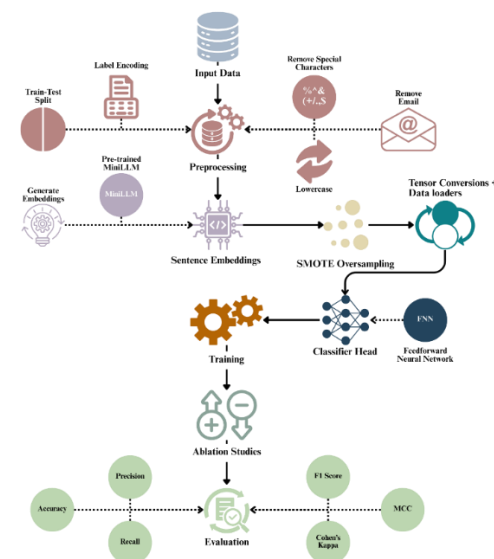 Input Data
Label Encoding
Remove Special
Characters
%^&
(+/.,$
Train-Test
Split
Remove
Email
@
Preprocessing
Lowercase
Pre-trained
MiniLLM
Generate
Embeddings
MiniLLM
</>
Tensor Conversions +
Data loaders
Sentence Embeddings
SMOTE Oversampling
FNN
Classifier Head
Feedforward
Neural Network
Training
Ablation Studies
Precision
F1 Score
Accuracy
MCC
Recall
Evaluation
Cohen's
Kappa